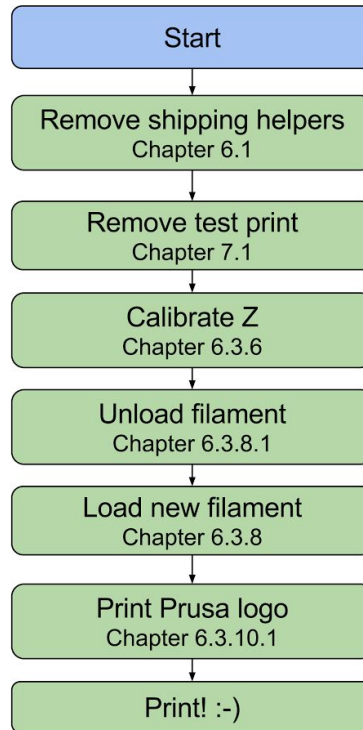 Start
Remove shipping helpers
Chapter 6.1
Remove test print
Chapter 7.1
Calibrate Z
Chapter 6.3.6
Unload filament
Chapter 6.3.8.1
Load new filament
Chapter 6.3.8
Print Prusa logo
Chapter 6.3.10.1
Print! :-)